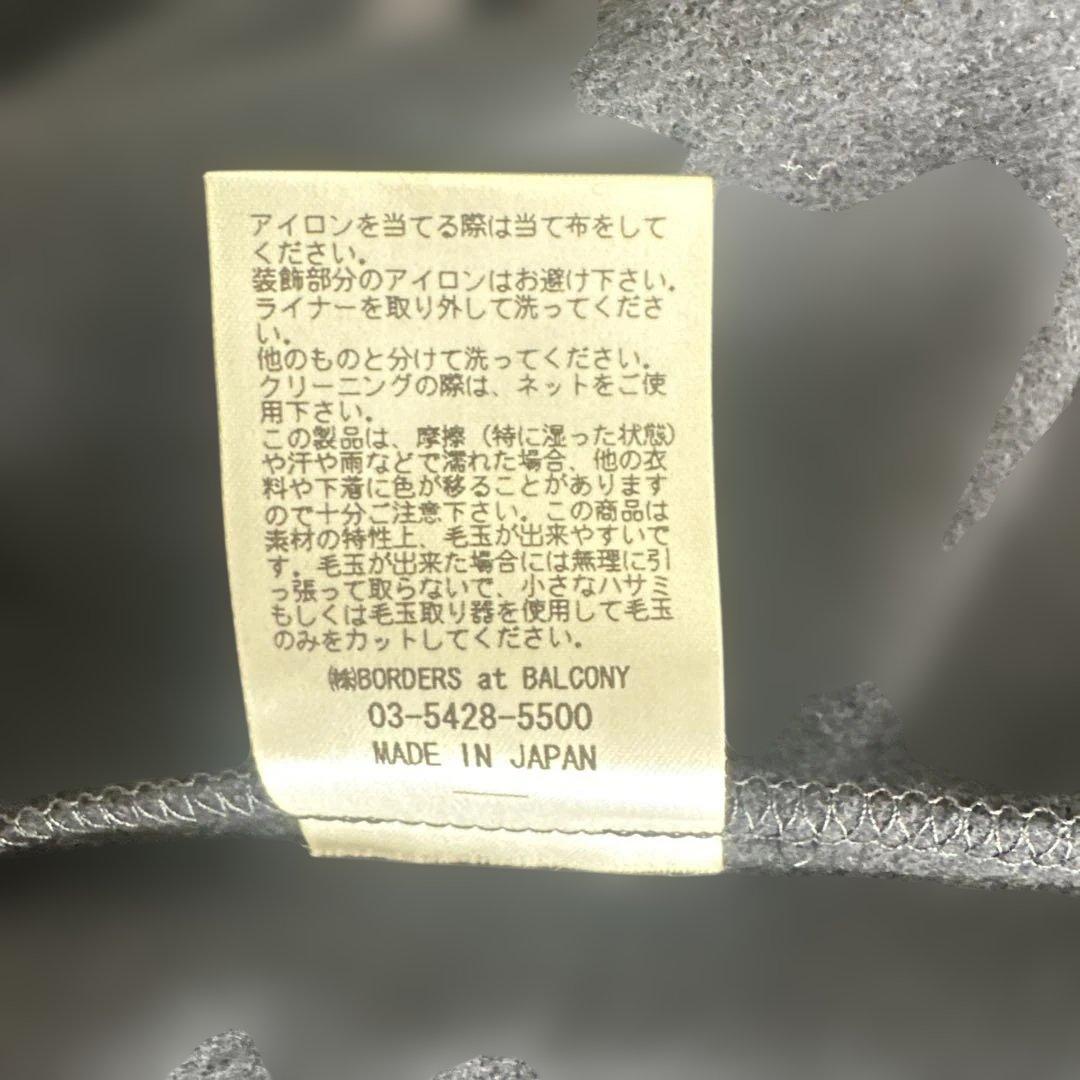 アイロンを当てる際は当て布をして
ください。
装飾部分のアイロンはお避け下さい。
ライナーを取り外して洗ってくださ
い。
他のものと分けて洗ってください。
クリーニングの際は、ネットをご使
用下さい。
この製品は、摩擦（特に湿った状態）
や汗や雨などで濡れた場合、他の衣
料や下着に色が移ることがあります
ので十分ご注意下さい。この商品は
素材の特性上、毛玉が出来やすいで
す。毛玉が出来た場合には無理に引
っ張って取らないで、小さなハサミ
もしくは毛玉取り器を使用して毛玉
のみをカットしてください。
㈱BORDERS at BALCONY
03-5428-5500
MADE IN JAPAN